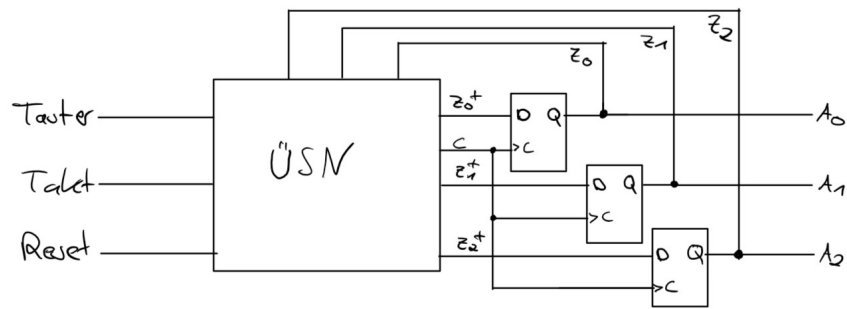 Z2
Z1
Z0
Taster
Z0+
D Q
A0
C
>C
ÜSN
Takt
Z1+
D Q
A1
>C
Reset
Z2+
D Q
A2
>C